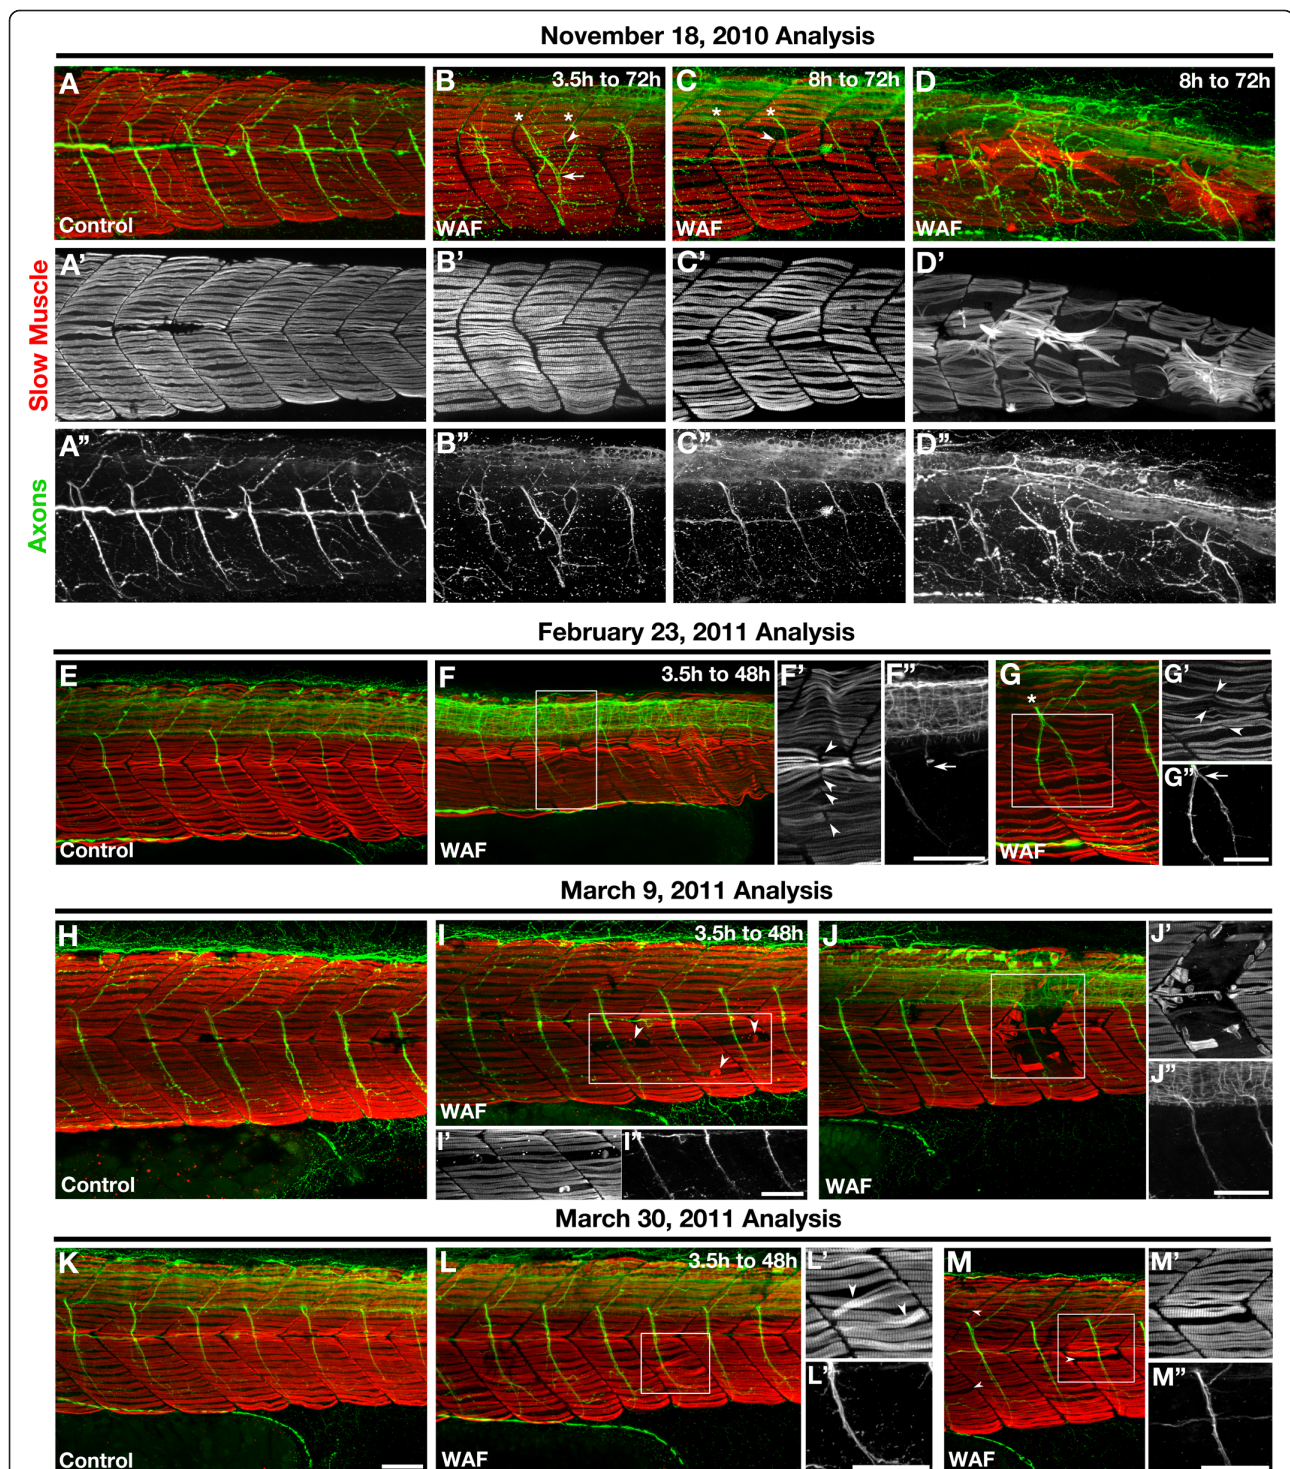 November 18, 2010 Analysis
A
Control
B
3.5h to 72h
* *
WAF
C
8h to 72h
* *
WAF
D
8h to 72h
WAF
Slow Muscle
A'
B'
C'
D'
Axons
A"
B"
C"
D"
February 23, 2011 Analysis
E
Control
F
3.5h to 48h
WAF
F'
F"
G
*
WAF
G'
G"
March 9, 2011 Analysis
H
Control
I
3.5h to 48h
WAF
I'
I"
J
WAF
J'
J"
March 30, 2011 Analysis
K
Control
L
3.5h to 48h
WAF
L'
L"
M
WAF
M'
M"